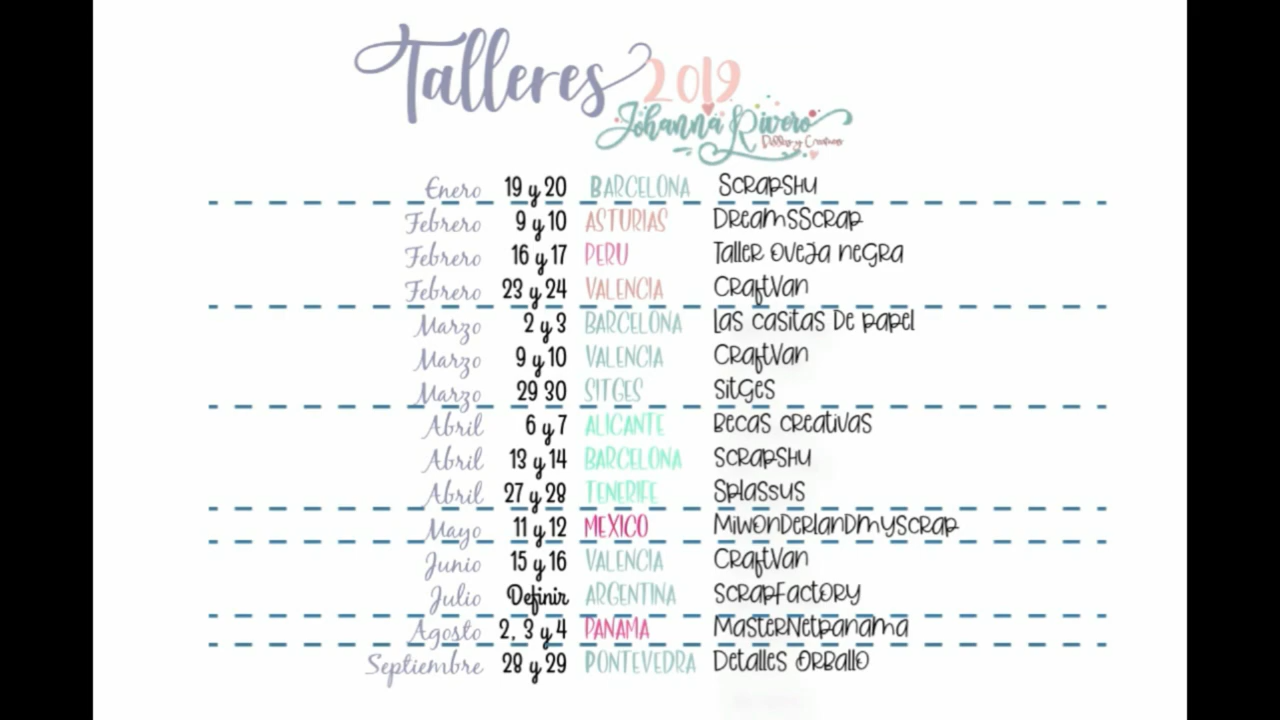 Talleres 2019
Johanna Rivero
Enero 19 y 20 BARCELONA ScrapShu
Febrero 9 y 10 ASTURIAS DreamsScrap
Febrero 16 y 17 PERU Taller oveja negra
Febrero 23 y 24 VALENCIA CraftVan
Marzo 2 y 3 BARCELONA Las casitas De papel
Marzo 9 y 10 VALENCIA CraftVan
Marzo 29 30 SITGES Sitges
Abril 6 y 7 ALICANTE Becas creativas
Abril 13 y 14 BARCELONA ScrapShu
Abril 27 y 28 TENERIFE Splassus
Mayo 11 y 12 MEXICO MiwonDerlanDmyscrap
Junio 15 y 16 VALENCIA CraftVan
Julio Definir ARGENTINA ScrapFactory
Agosto 2, 3 y 4 PANAMA MasterNetpanama
Septiembre 28 y 29 PONTEVEDRA Detalles Orballo